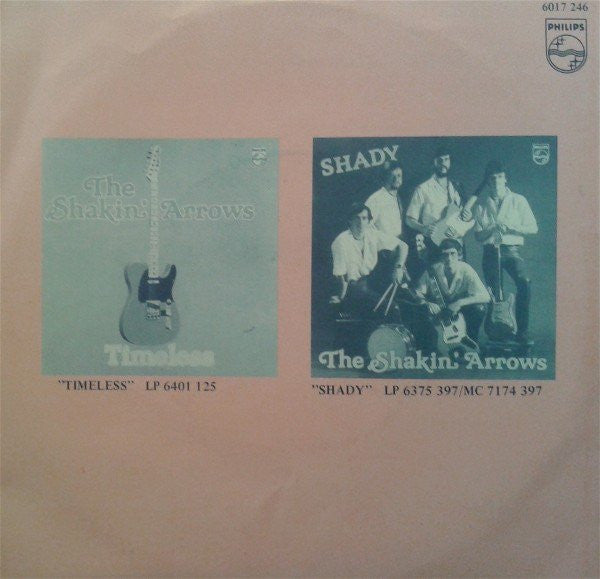 6017 246
PHILIPS
The
Shakin' Arrows
Timeless
"TIMELESS" LP 6401 125
SHADY
The Shakin' Arrows
"SHADY" LP 6375 397/MC 7174 397